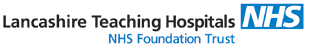 Lancashire Teaching Hospitals NHS
NHS Foundation Trust